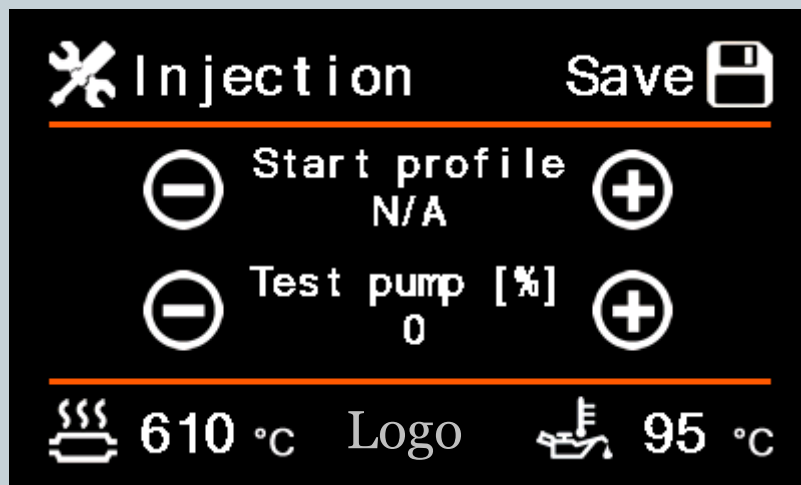 Injection Save
Start profile
N/A
Test pump [%]
0
610 °C Logo 95 °C